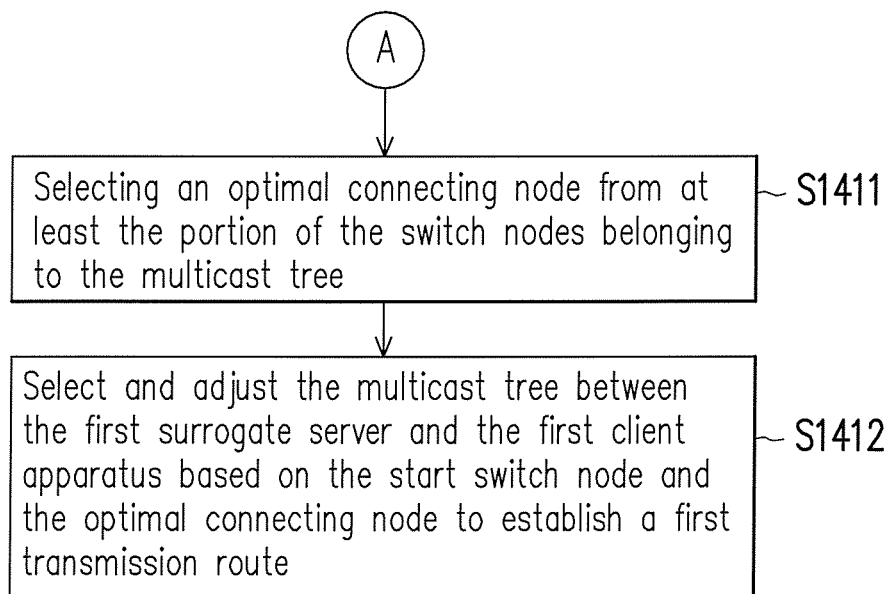 A
Selecting an optimal connecting node from at
least the portion of the switch nodes belonging
to the multicast tree
S1411
Select and adjust the multicast tree between
the first surrogate server and the first client
apparatus based on the start switch node and
the optimal connecting node to establish a first
transmission route
S1412